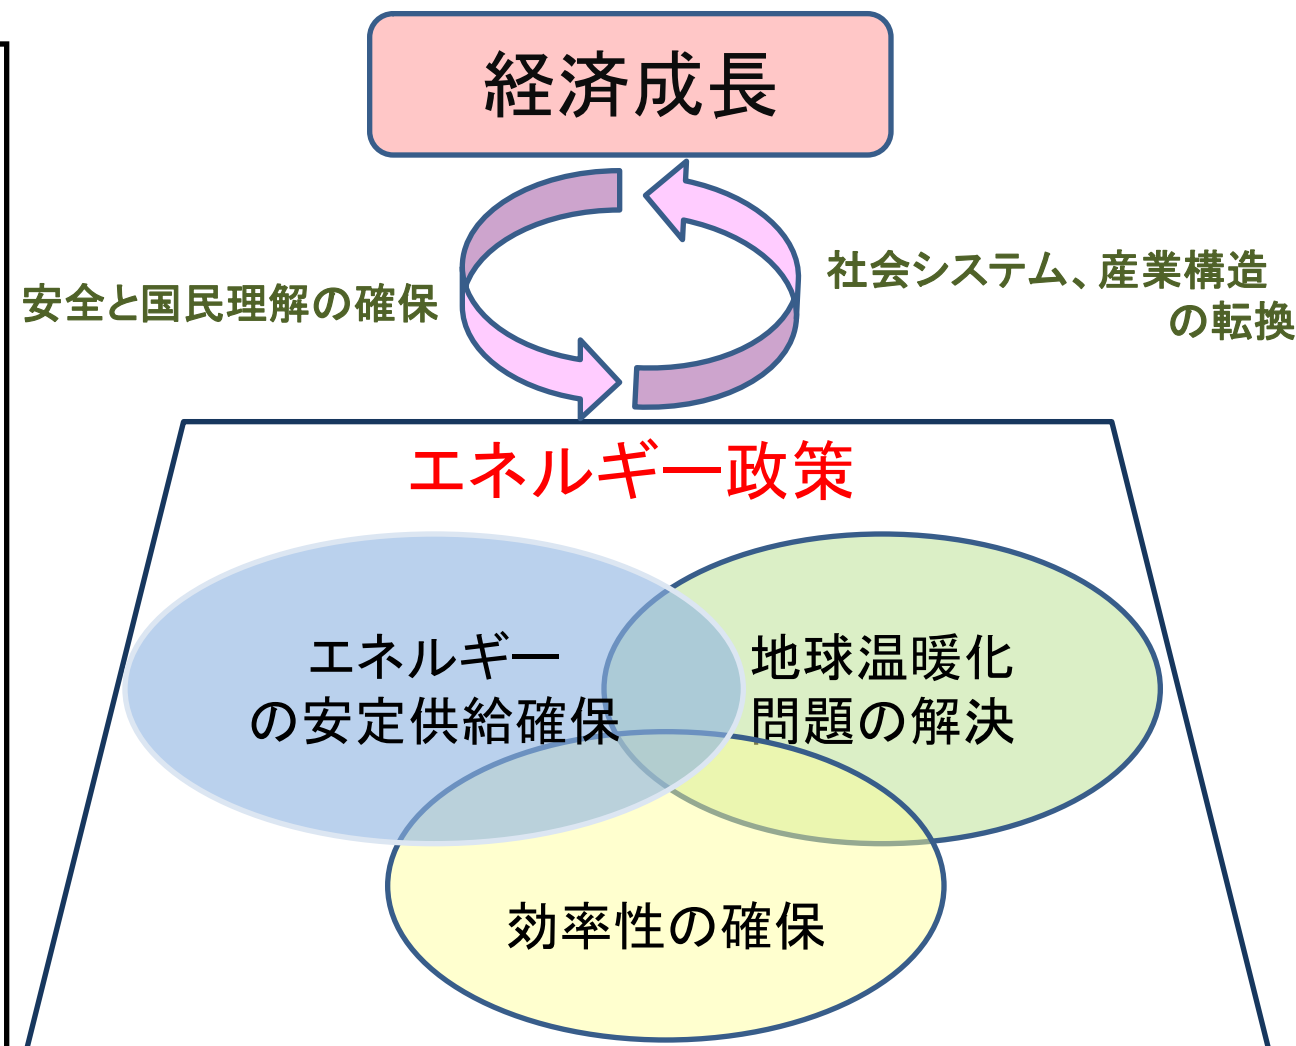 経済成長
安全と国民理解の確保
社会システム、産業構造
の転換
エネルギー政策
エネルギー
の安定供給確保
地球温暖化
問題の解決
効率性の確保